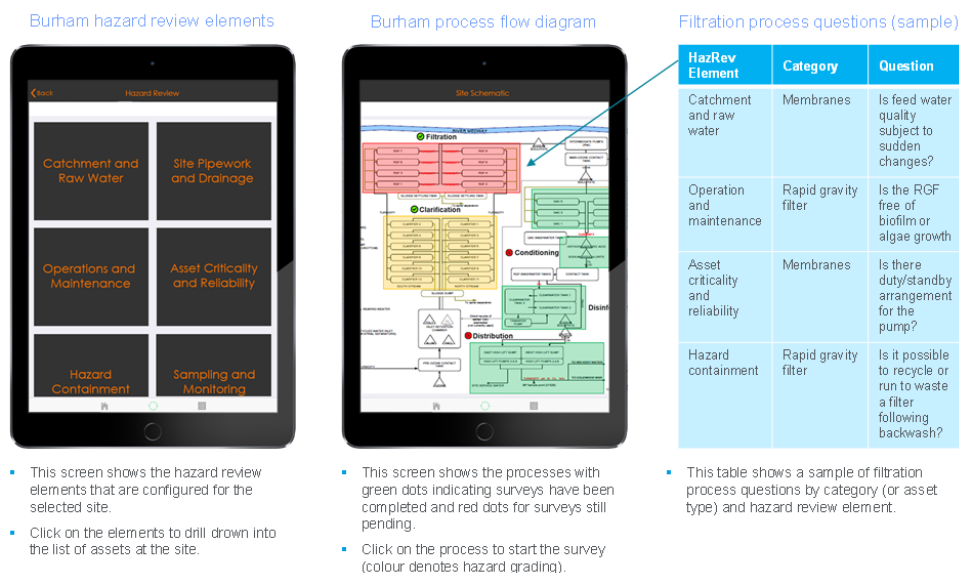 Burham hazard review elements
Burham process flow diagram
Filtration process questions (sample)
Back
Hazard Review
Catchment and
Raw Water
Site Pipework
and Drainage
Operations and
Maintenance
Asset Criticality
and Reliability
Hazard
Containment
Sampling and
Monitoring
Site Schematic
RIVER MEDWAY
Filtration
Clarification
Conditioning
Disinf
Distribution
HazRev
Element
Category
Question
Catchment
and raw
water
Membranes
Is feed water
quality
subject to
sudden
changes?
Operation
and
maintenance
Rapid gravity
filter
Is the RGF
free of
biofilm or
algae growth
Asset
criticality
and
reliability
Membranes
Is there
duty/standby
arrangement
for the
pump?
Hazard
containment
Rapid gravity
filter
Is it possible
to recycle or
run to waste
a filter
following
backwash?
This screen shows the hazard review
elements that are configured for the
selected site.
Click on the elements to drill drown into
the list of assets at the site.
This screen shows the processes with
green dots indicating surveys have been
completed and red dots for surveys still
pending.
Click on the process to start the survey
(colour denotes hazard grading).
This table shows a sample of filtration
process questions by category (or asset
type) and hazard review element.